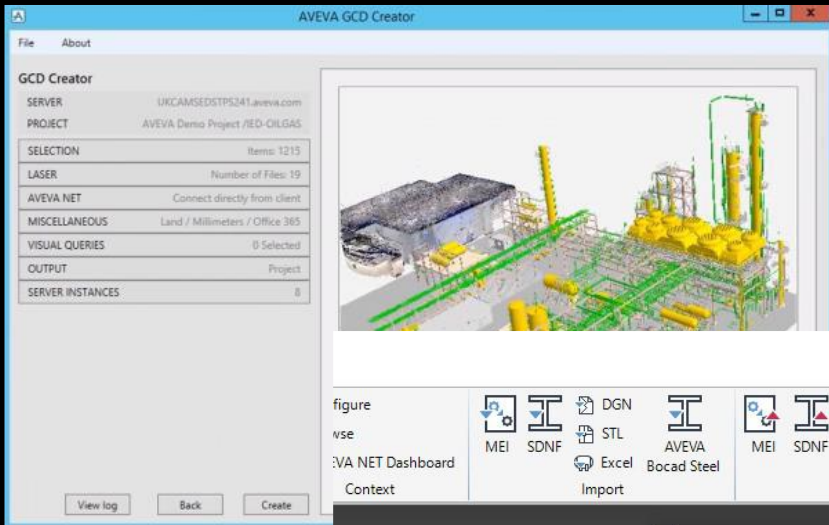 AVEVA GCD Creator
File About
GCD Creator
SERVER UKCAMSEDSTPS241.aveva.com
PROJECT AVEVA Demo Project /IED-OILGAS
SELECTION Items: 1215
LASER Number of Files: 19
AVEVA NET Connect directly from client
MISCELLANEOUS Land / Millimeters / Office 365
VISUAL QUERIES 0 Selected
OUTPUT Project
SERVER INSTANCES 8
View log Back Create
figure
wse
EVA NET Dashboard
Context
MEI SDNF
DGN
STL
Excel
AVEVA
Bocad Steel
Import
MEI SDNF